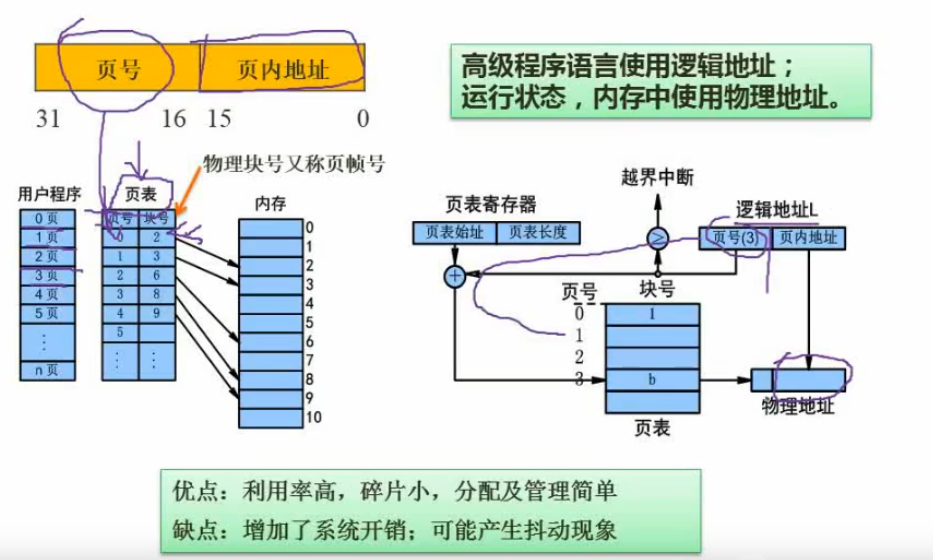 页号 页内地址
31 16 15 0
高级程序语言使用逻辑地址；
运行状态，内存中使用物理地址。
物理块号又称页帧号
用户程序 页表 内存
0页
1页
2页
3页
4页
5页
⋮
n页
页号 块号
0 2
1 3
2 6
3 8
4 9
5
⋮ ⋮
0
1
2
3
4
5
6
7
8
9
10
越界中断
页表寄存器 逻辑地址L
页表始址 页表长度 ≥ 页号(3) 页内地址
+
页号 块号
0 1
1
2
3 b
页表
物理地址
优点：利用率高，碎片小，分配及管理简单
缺点：增加了系统开销；可能产生抖动现象